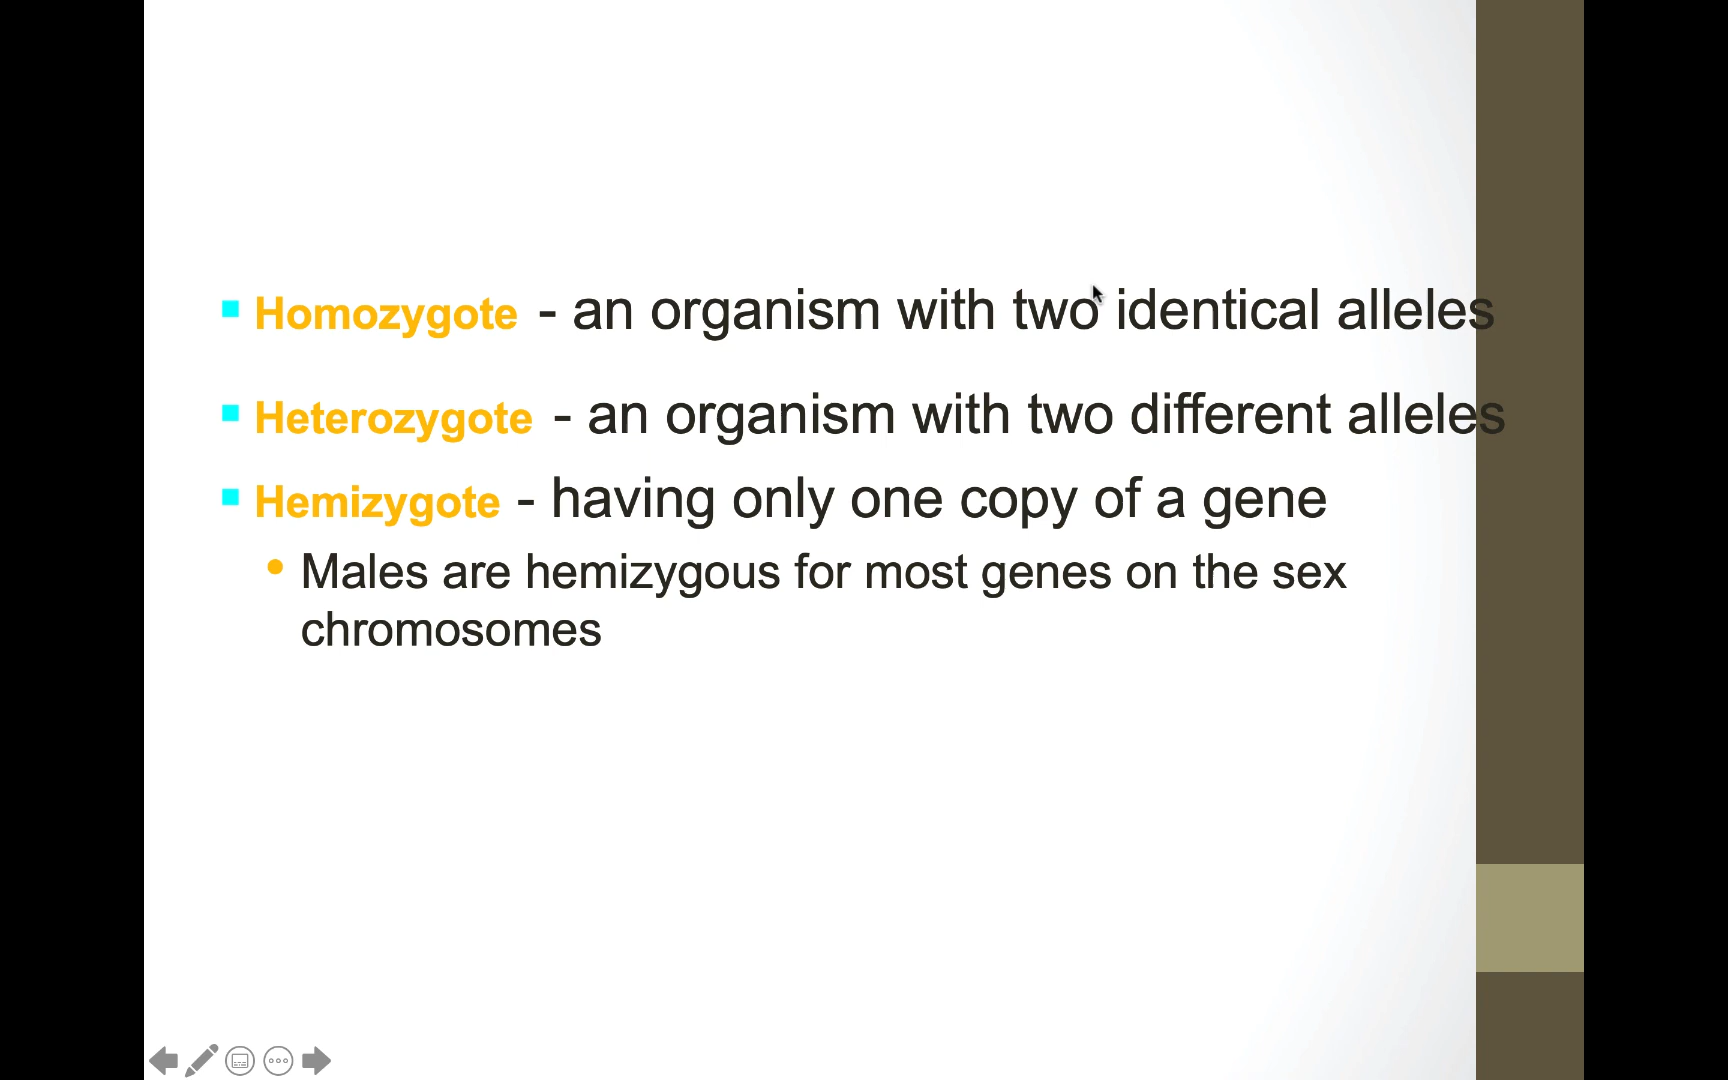 Homozygote - an organism with two identical alleles
Heterozygote - an organism with two different alleles
Hemizygote - having only one copy of a gene
Males are hemizygous for most genes on the sex
chromosomes